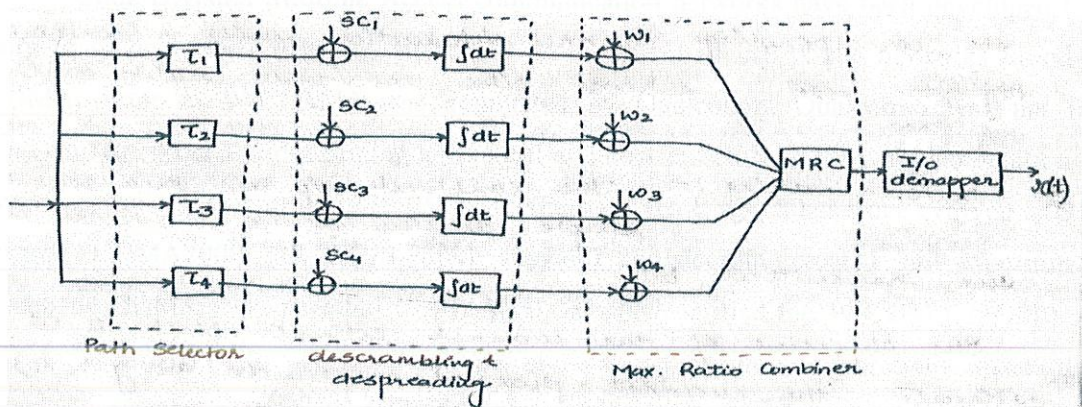 SC1
τ1
∫dt
W1
SC2
τ2
∫dt
W2
MRC
I/O
demapper
r(t)
SC3
τ3
∫dt
W3
SC4
τ4
∫dt
W4
Path Selector
descrambling &
despreading
Max. Ratio Combiner